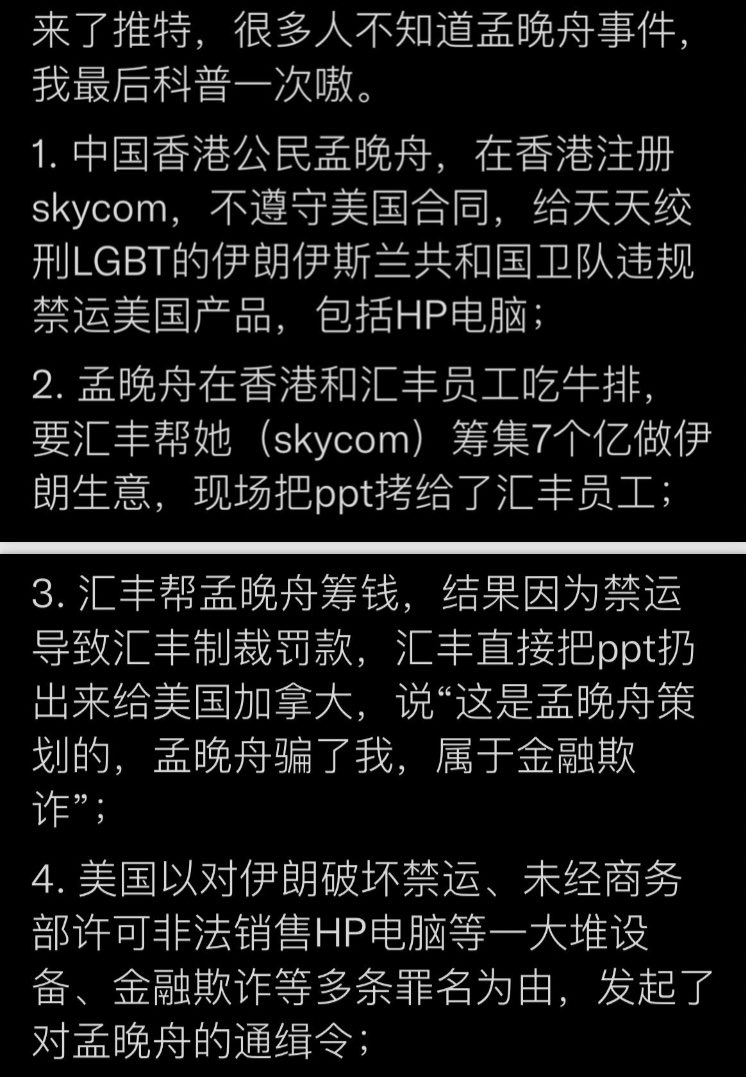 来了推特，很多人不知道孟晚舟事件，
我最后科普一次嗷。
1. 中国香港公民孟晚舟，在香港注册
skycom，不遵守美国合同，给天天绞
刑LGBT的伊朗伊斯兰共和国卫队违规
禁运美国产品，包括HP电脑；
2. 孟晚舟在香港和汇丰员工吃牛排，
要汇丰帮她（skycom）筹集7个亿做伊
朗生意，现场把ppt拷给了汇丰员工；
3. 汇丰帮孟晚舟筹钱，结果因为禁运
导致汇丰制裁罚款，汇丰直接把ppt扔
出来给美国加拿大，说“这是孟晚舟策
划的，孟晚舟骗了我，属于金融欺
诈”；
4. 美国以对伊朗破坏禁运、未经商务
部许可非法销售HP电脑等一大堆设
备、金融欺诈等多条罪名为由，发起了
对孟晚舟的通缉令；